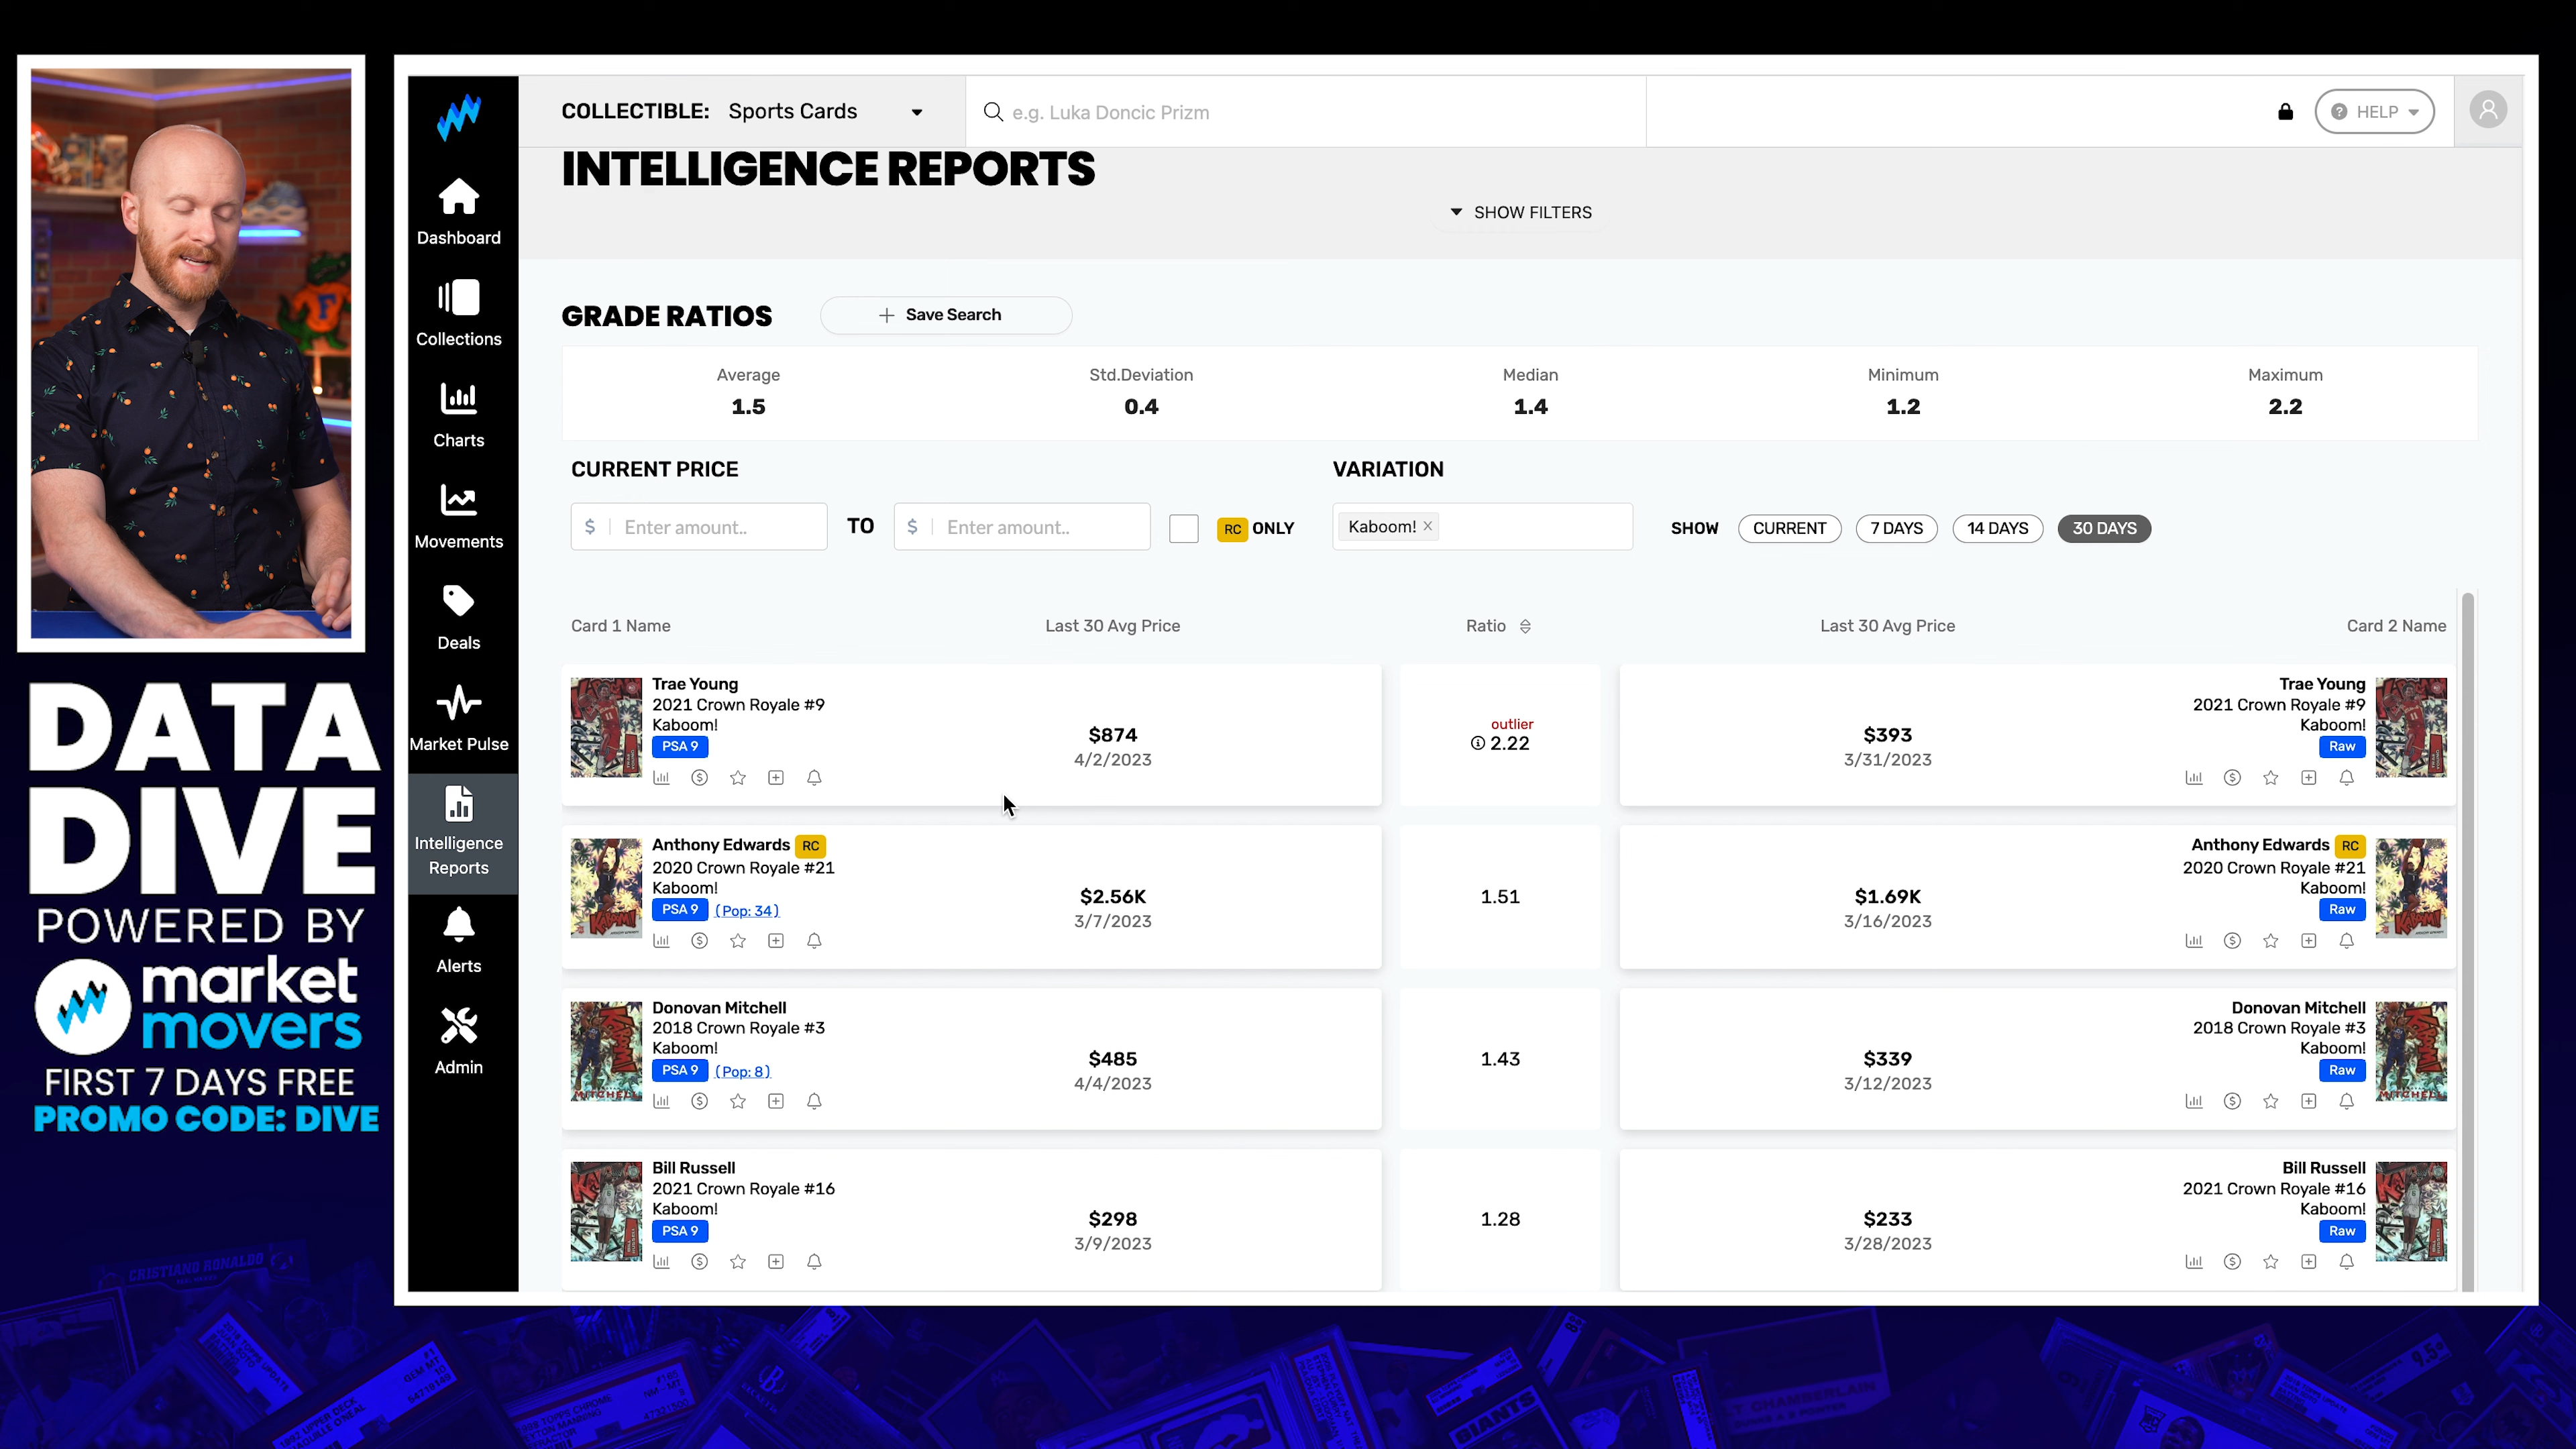 COLLECTIBLE: Sports Cards
e.g. Luka Doncic Prizm
HELP
INTELLIGENCE REPORTS
SHOW FILTERS
Dashboard
Collections
Charts
Movements
Deals
Market Pulse
Intelligence
Reports
Alerts
Admin
GRADE RATIOS
Save Search
Average
1.5
Std.Deviation
0.4
Median
1.4
Minimum
1.2
Maximum
2.2
CURRENT PRICE
VARIATION
$ Enter amount.. TO $ Enter amount.. RC ONLY Kaboom! × SHOW CURRENT 7 DAYS 14 DAYS 30 DAYS
Card 1 Name Last 30 Avg Price Ratio Last 30 Avg Price Card 2 Name
Trae Young
2021 Crown Royale #9
Kaboom!
PSA 9
$874
4/2/2023
outlier
2.22
$393
3/31/2023
Trae Young
2021 Crown Royale #9
Kaboom!
Raw
Anthony Edwards RC
2020 Crown Royale #21
Kaboom!
PSA 9 (Pop: 34)
$2.56K
3/7/2023
1.51
$1.69K
3/16/2023
Anthony Edwards RC
2020 Crown Royale #21
Kaboom!
Raw
Donovan Mitchell
2018 Crown Royale #3
Kaboom!
PSA 9 (Pop: 8)
$485
4/4/2023
1.43
$339
3/12/2023
Donovan Mitchell
2018 Crown Royale #3
Kaboom!
Raw
Bill Russell
2021 Crown Royale #16
Kaboom!
PSA 9
$298
3/9/2023
1.28
$233
3/28/2023
Bill Russell
2021 Crown Royale #16
Kaboom!
Raw
DATA
DIVE
POWERED BY
market
movers
FIRST 7 DAYS FREE
PROMO CODE: DIVE
CRISTIANO RONALDO
GIANTS